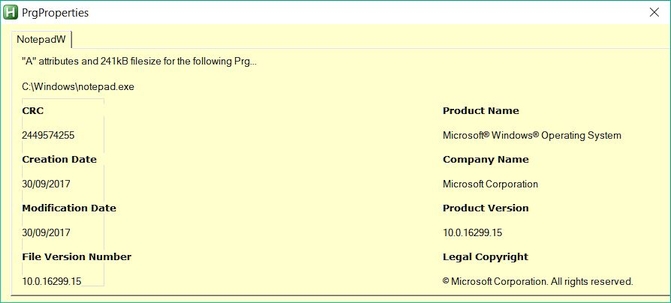 PrgProperties
NotepadW
"A" attributes and 241kB filesize for the following Prg...
C:\Windows\notepad.exe
CRC
2449574255
Creation Date
30/09/2017
Modification Date
30/09/2017
File Version Number
10.0.16299.15
Product Name
Microsoft® Windows® Operating System
Company Name
Microsoft Corporation
Product Version
10.0.16299.15
Legal Copyright
© Microsoft Corporation. All rights reserved.